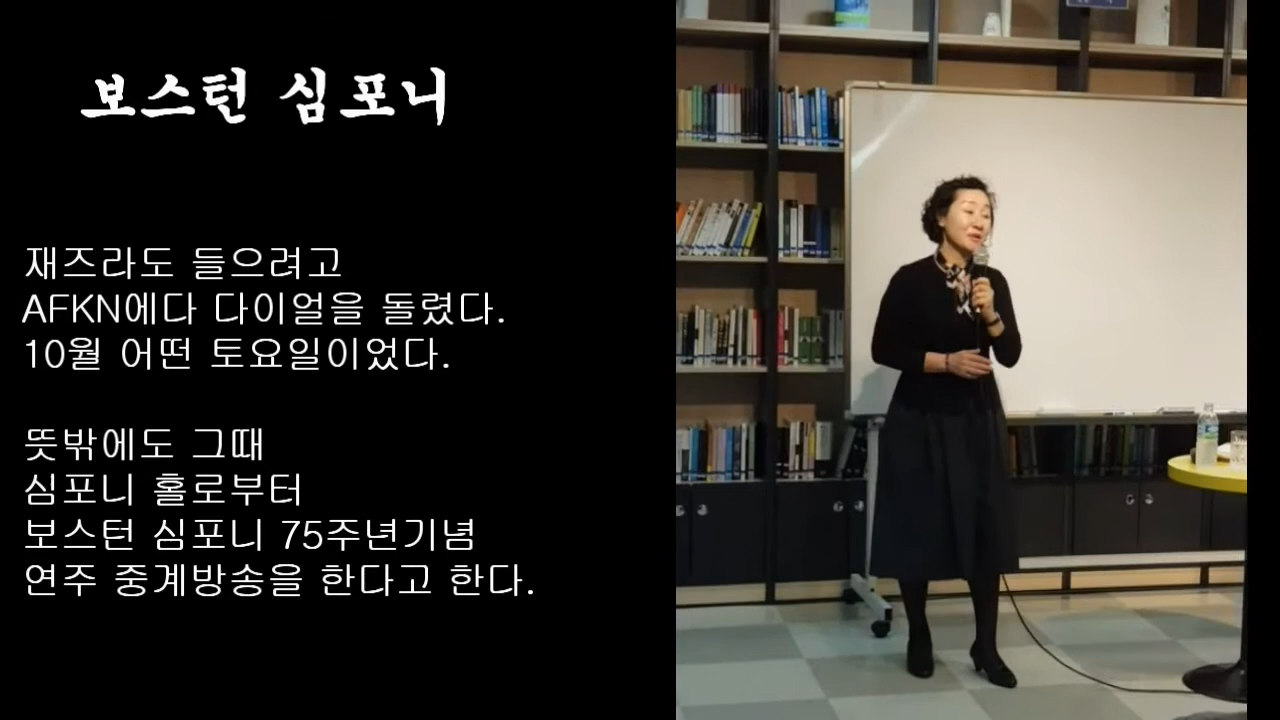 보스턴 심포니
재즈라도 들으려고
AFKN에다 다이얼을 돌렸다.
10월 어떤 토요일이었다.
뜻밖에도 그때
심포니 홀로부터
보스턴 심포니 75주년기념
연주 중계방송을 한다고 한다.